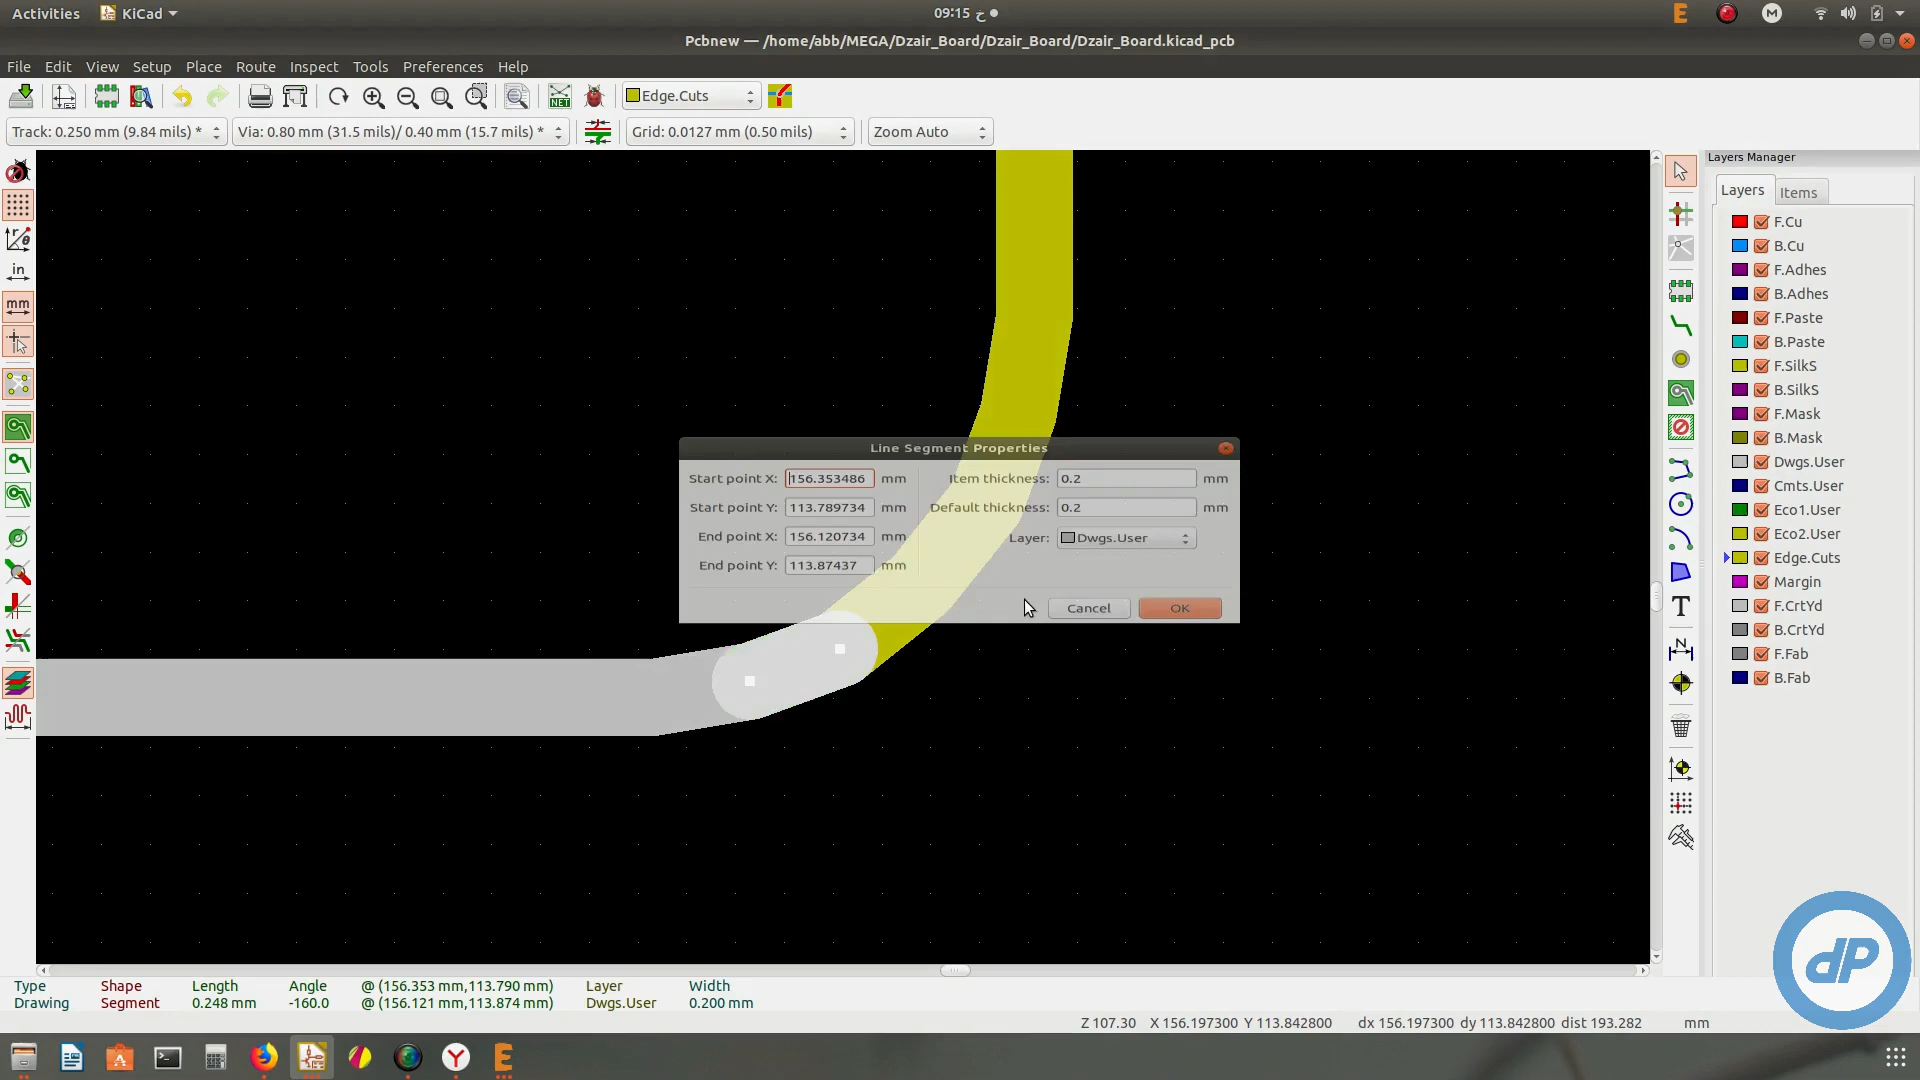 Activities KiCad 09:15 ح
Pcbnew — /home/abb/MEGA/Dzair_Board/Dzair_Board/Dzair_Board.kicad_pcb
File Edit View Setup Place Route Inspect Tools Preferences Help
NET Edge.Cuts
Track: 0.250 mm (9.84 mils) * Via: 0.80 mm (31.5 mils)/ 0.40 mm (15.7 mils) * Grid: 0.0127 mm (0.50 mils) Zoom Auto
Layers Manager
Layers Items
in
mm
F.Cu
B.Cu
F.Adhes
B.Adhes
F.Paste
B.Paste
F.SilkS
B.SilkS
F.Mask
B.Mask
Dwgs.User
Cmts.User
Eco1.User
Eco2.User
Edge.Cuts
Margin
F.CrtYd
B.CrtYd
F.Fab
B.Fab
Line Segment Properties
Start point X: 156.353486 mm Item thickness: 0.2 mm
Start point Y: 113.789734 mm Default thickness: 0.2 mm
End point X: 156.120734 mm Layer: Dwgs.User
End point Y: 113.87437 mm
Cancel OK
T
N
dP
Type Shape Length Angle @ (156.353 mm,113.790 mm) Layer Width
Drawing Segment 0.248 mm -160.0 @ (156.121 mm,113.874 mm) Dwgs.User 0.200 mm
Z 107.30 X 156.197300 Y 113.842800 dx 156.197300 dy 113.842800 dist 193.282 mm